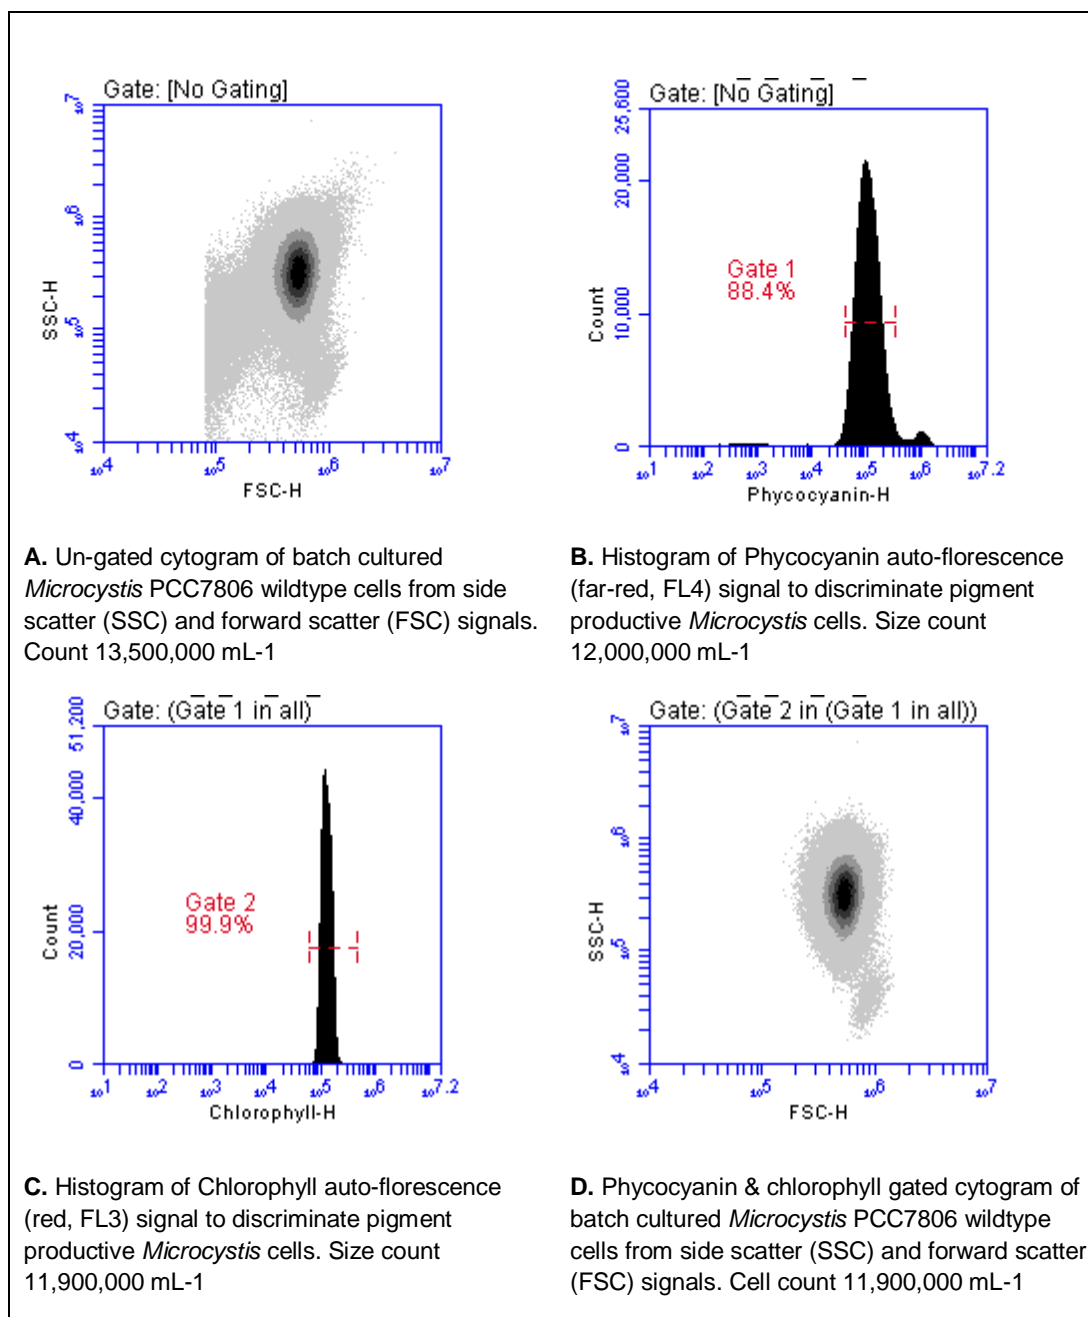 Gate: [No Gating]
10^7
10^6
10^5
10^4
SSC-H
10^4 10^5 10^6 10^7
FSC-H
A. Un-gated cytogram of batch cultured
Microcystis PCC7806 wildtype cells from side
scatter (SSC) and forward scatter (FSC) signals.
Count 13,500,000 mL-1
Gate: [No Gating]
25,600
20,000
10,000
0
Count
Gate 1
88.4%
10^1 10^2 10^3 10^4 10^5 10^6 10^7.2
Phycocyanin-H
B. Histogram of Phycocyanin auto-florescence
(far-red, FL4) signal to discriminate pigment
productive Microcystis cells. Size count
12,000,000 mL-1
Gate: (Gate 1 in all)
51,200
40,000
20,000
0
Count
Gate 2
99.9%
10^1 10^2 10^3 10^4 10^5 10^6 10^7.2
Chlorophyll-H
C. Histogram of Chlorophyll auto-florescence
(red, FL3) signal to discriminate pigment
productive Microcystis cells. Size count
11,900,000 mL-1
Gate: (Gate 2 in (Gate 1 in all))
10^7
10^6
10^5
10^4
SSC-H
10^4 10^5 10^6 10^7
FSC-H
D. Phycocyanin & chlorophyll gated cytogram of
batch cultured Microcystis PCC7806 wildtype
cells from side scatter (SSC) and forward scatter
(FSC) signals. Cell count 11,900,000 mL-1